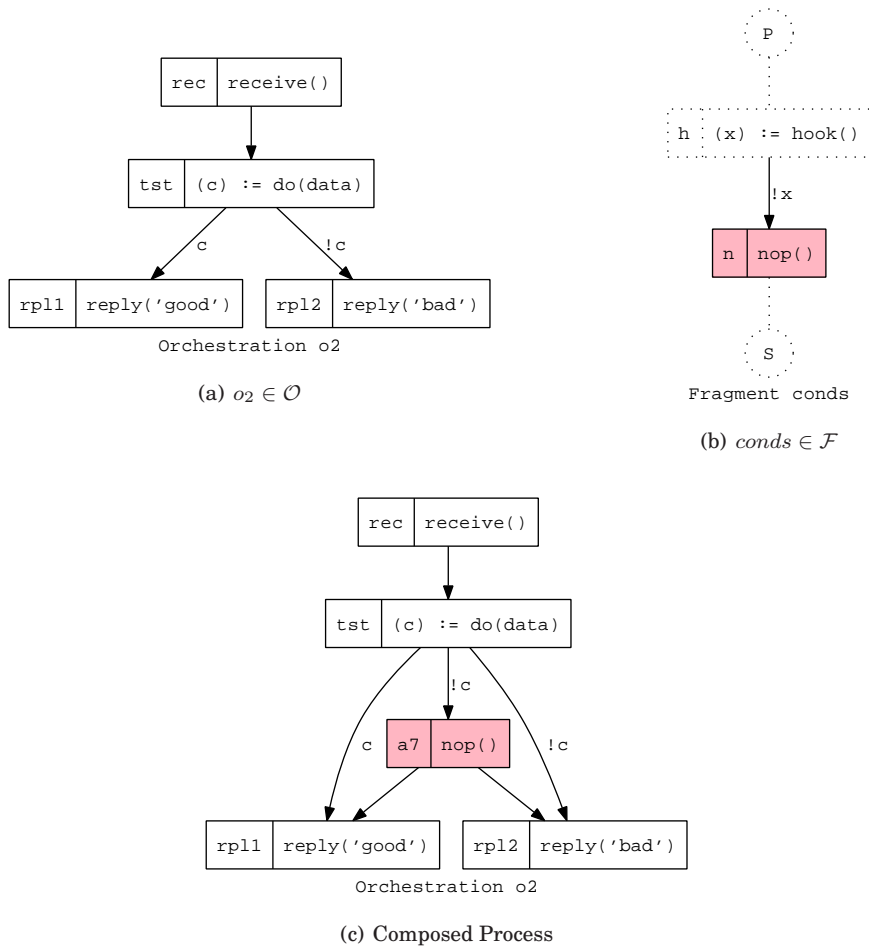 rec receive()
tst (c) := do(data)
c !c
rpl1 reply('good') rpl2 reply('bad')
Orchestration o2
(a) o₂ ∈ 𝒪
P
h (x) := hook()
!x
n nop()
S
Fragment conds
(b) conds ∈ ℱ
rec receive()
tst (c) := do(data)
!c
a7 nop()
c !c
rpl1 reply('good') rpl2 reply('bad')
Orchestration o2
(c) Composed Process